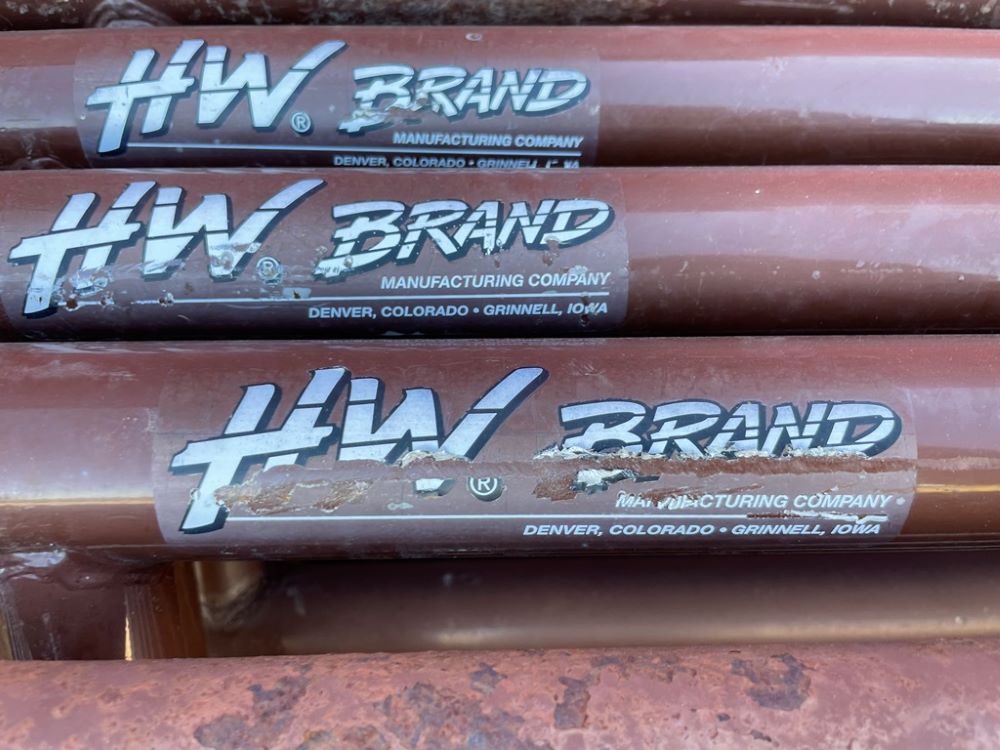 HW® BRAND
MANUFACTURING COMPANY
DENVER, COLORADO • GRINNELL
HW® BRAND
MANUFACTURING COMPANY
DENVER, COLORADO • GRINNELL, IOWA
HW® BRAND
MANUFACTURING COMPANY
DENVER, COLORADO • GRINNELL, IOWA